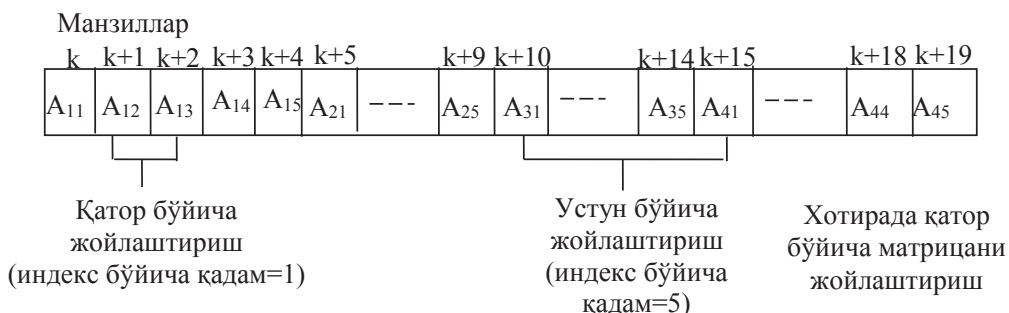 Манзиллар
k k+1 k+2 k+3 k+4 k+5 k+9 k+10 k+14 k+15 k+18 k+19
A11 A12 A13 A14 A15 A21 --- A25 A31 --- A35 A41 --- A44 A45
Қатор бўйича
жойлаштириш
(индекс бўйича қадам=1)
Устун бўйича
жойлаштириш
(индекс бўйича
қадам=5)
Хотирада қатор
бўйича матрицани
жойлаштириш